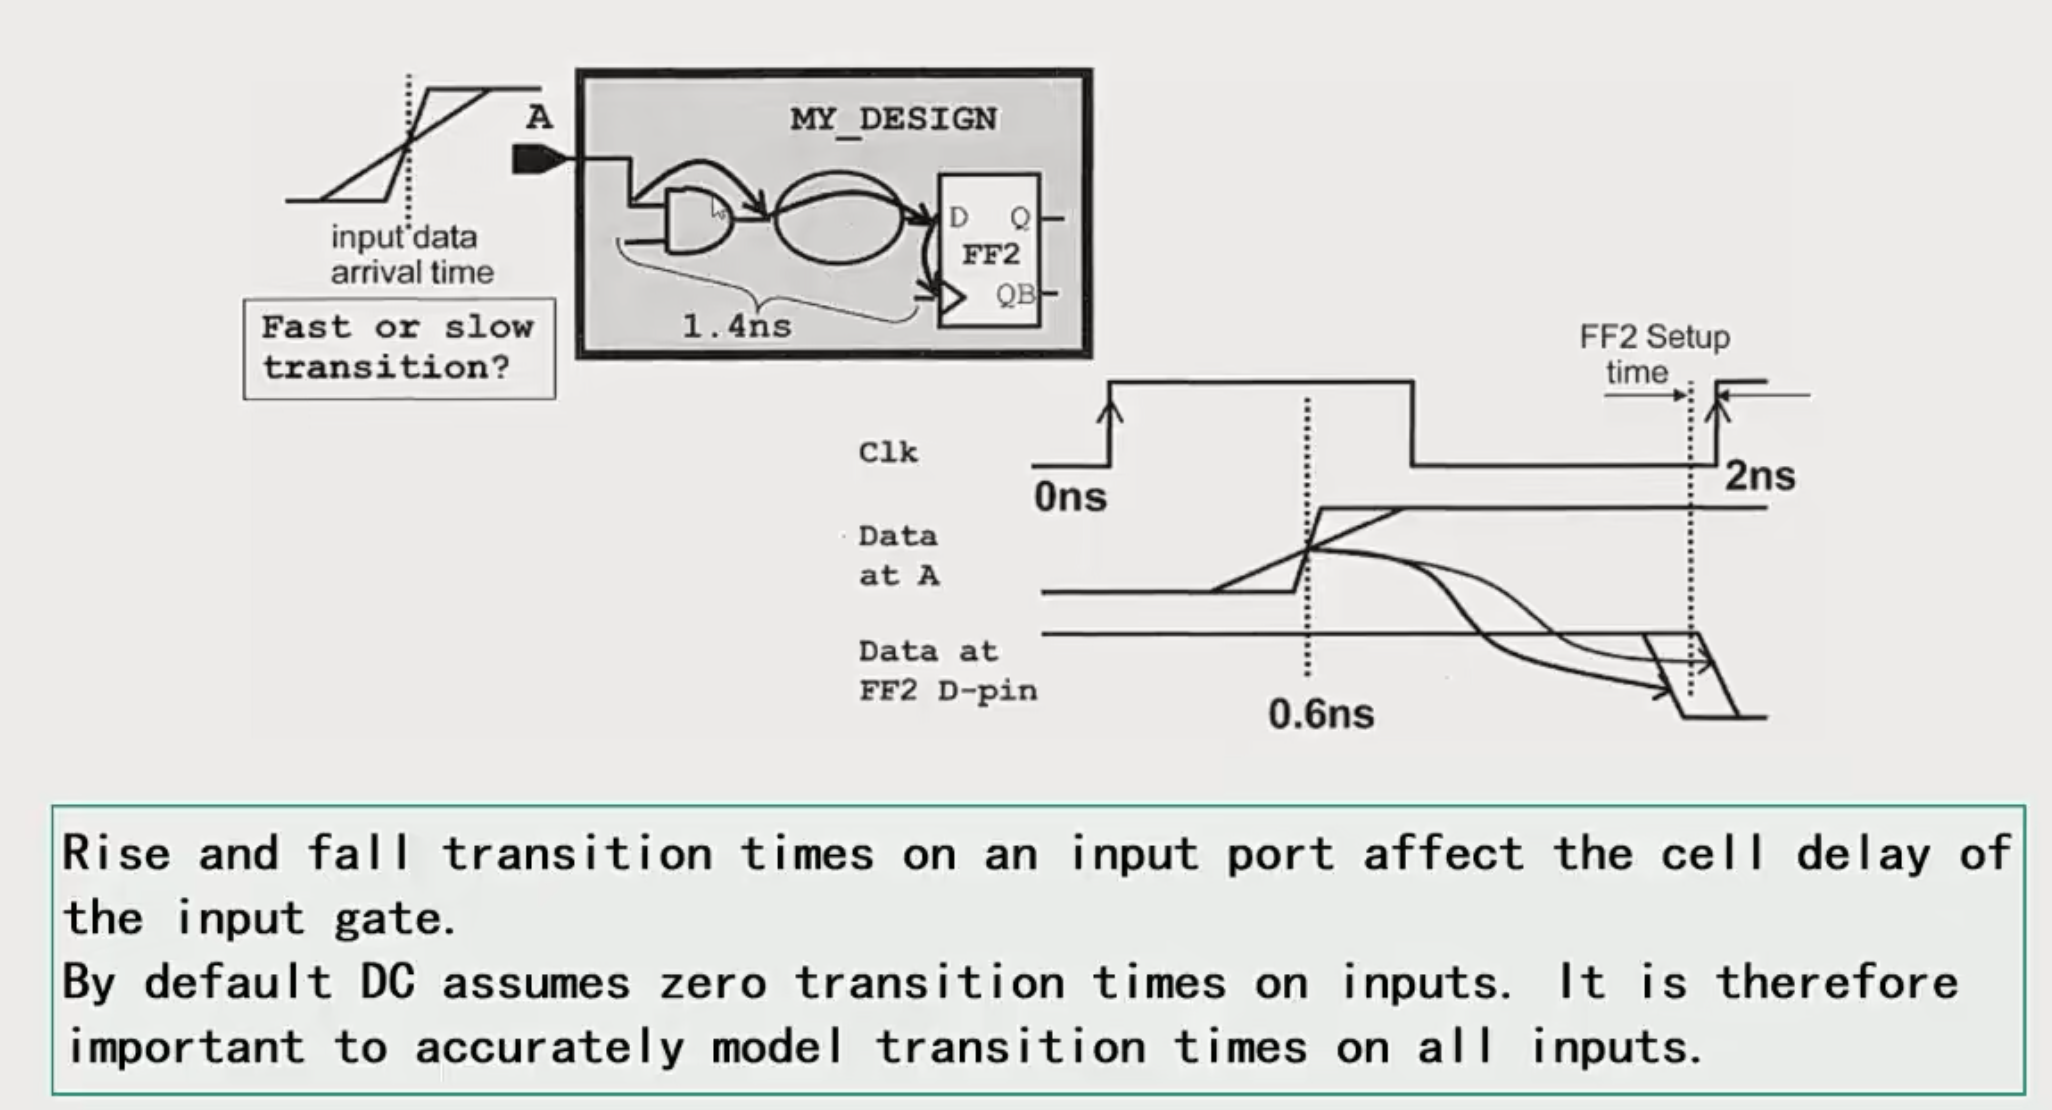 A
MY_DESIGN
D Q
FF2
QB
1.4ns
input data
arrival time
Fast or slow
transition?
FF2 Setup
time
Clk
0ns
2ns
Data
at A
Data at
FF2 D-pin
0.6ns
Rise and fall transition times on an input port affect the cell delay of
the input gate.
By default DC assumes zero transition times on inputs. It is therefore
important to accurately model transition times on all inputs.